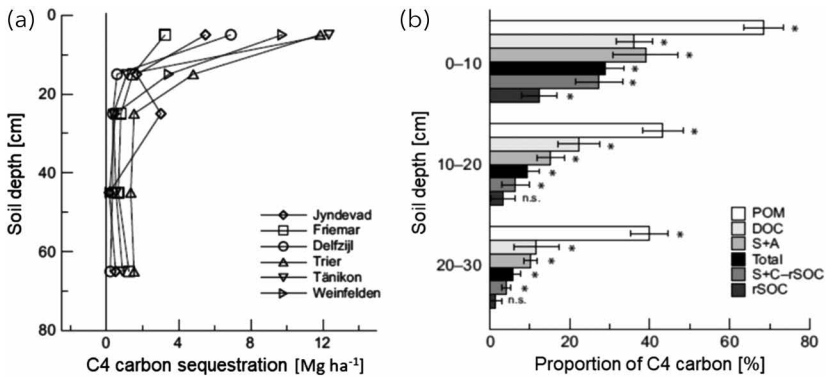 (a)
0
20
40
60
80
Soil depth [cm]
Jyndevad
Friemar
Delfzijl
Trier
Tänikon
Weinfelden
0 4 8 12
C4 carbon sequestration [Mg ha⁻¹]
(b)
0–10
10–20
20–30
Soil depth [cm]
*
*
*
*
*
*
*
*
*
*
*
n.s.
*
*
*
*
*
n.s.
POM
DOC
S+A
Total
S+C–rSOC
rSOC
0 20 40 60 80
Proportion of C4 carbon [%]